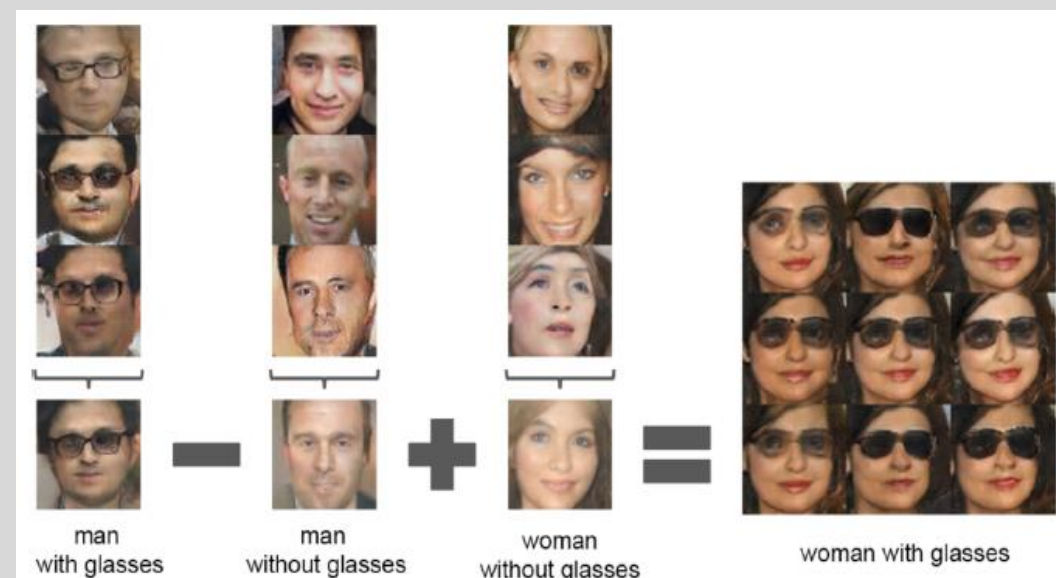 man
with glasses
man
without glasses
woman
without glasses
woman with glasses